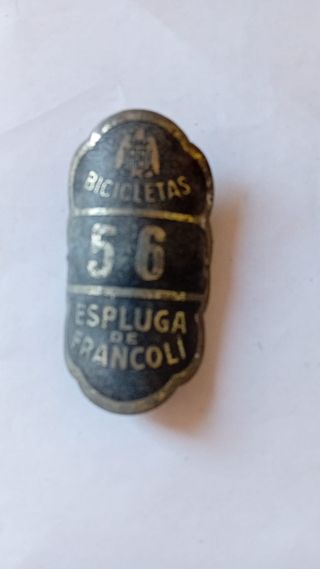 BICICLETAS
56
ESPLUGA
DE
FRANCOLI